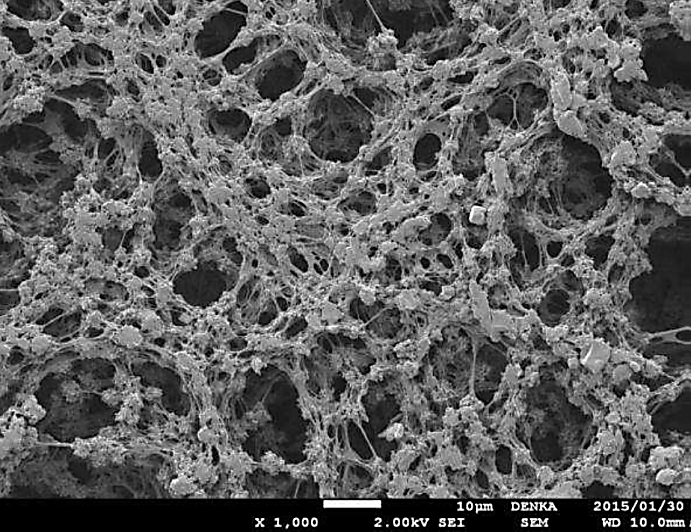 10μm DENKA 2015/01/30
X 1,000 2.00kV SEI SEM WD 10.0mm